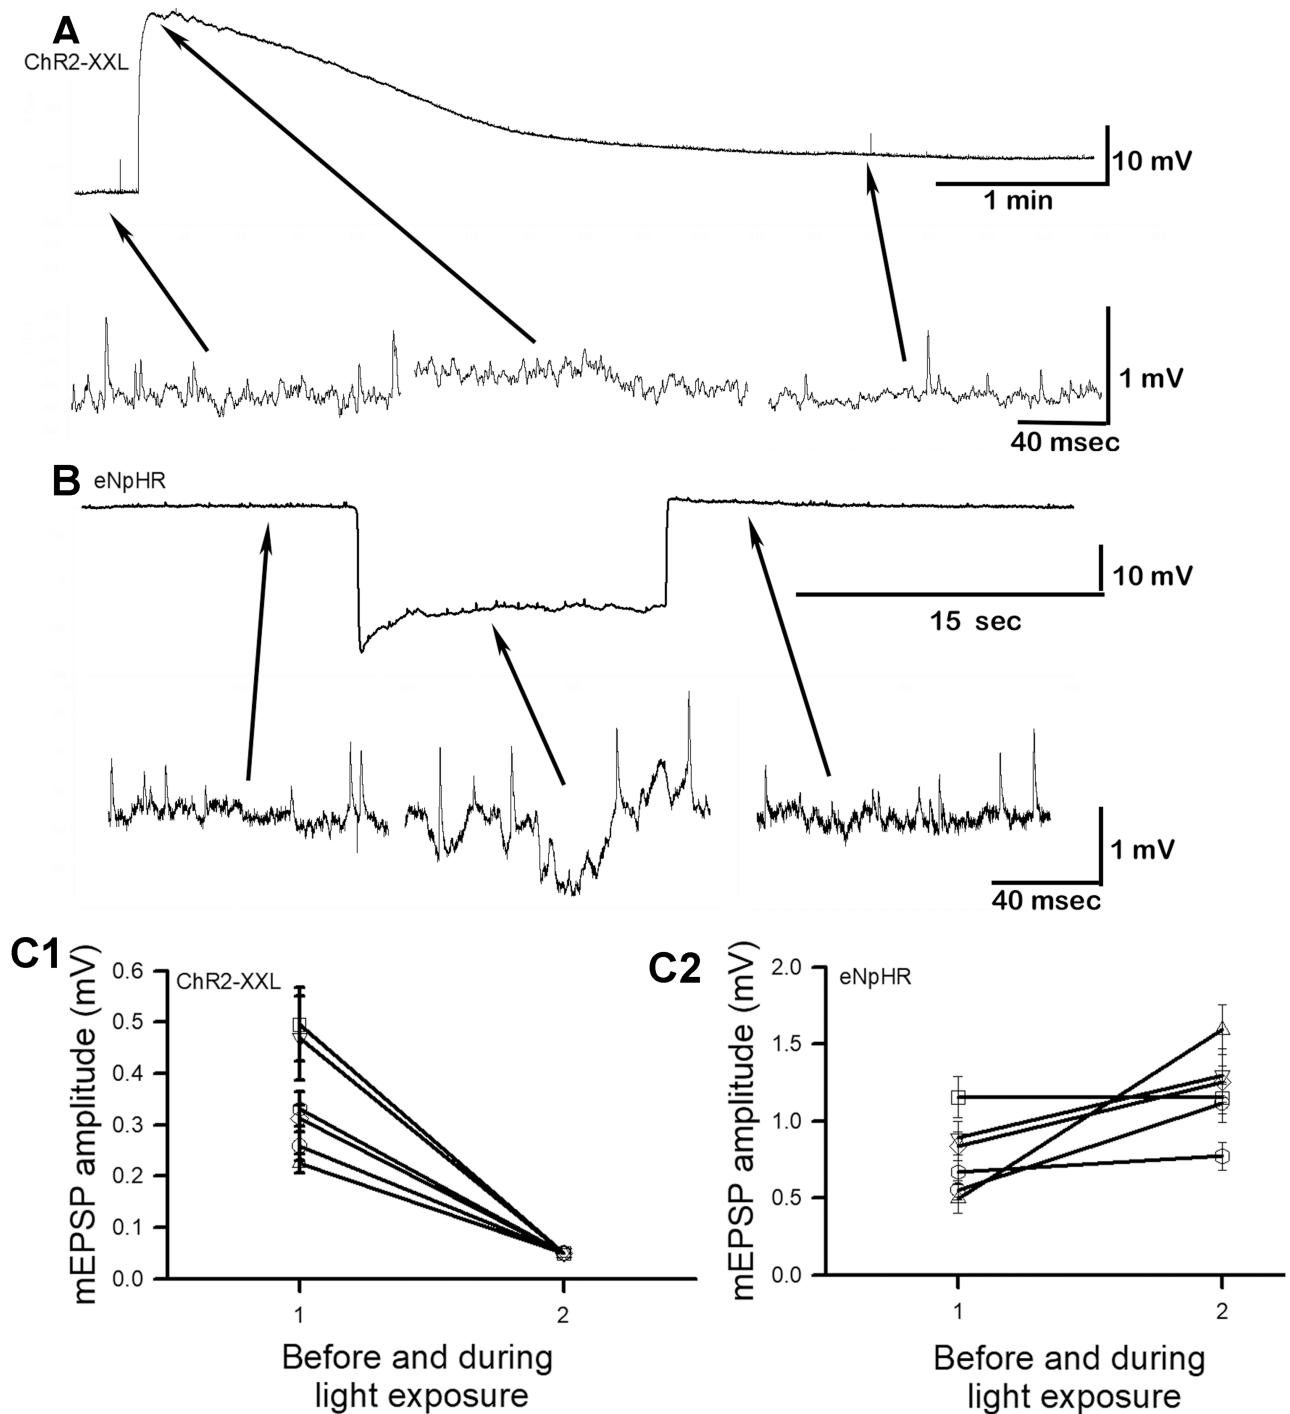 A
ChR2-XXL
10 mV
1 min
1 mV
40 msec
B
eNpHR
10 mV
15 sec
1 mV
40 msec
C1
ChR2-XXL
mEPSP amplitude (mV)
0.6
0.5
0.4
0.3
0.2
0.1
0.0
1
2
Before and during
light exposure
C2
eNpHR
mEPSP amplitude (mV)
2.0
1.5
1.0
0.5
0.0
1
2
Before and during
light exposure